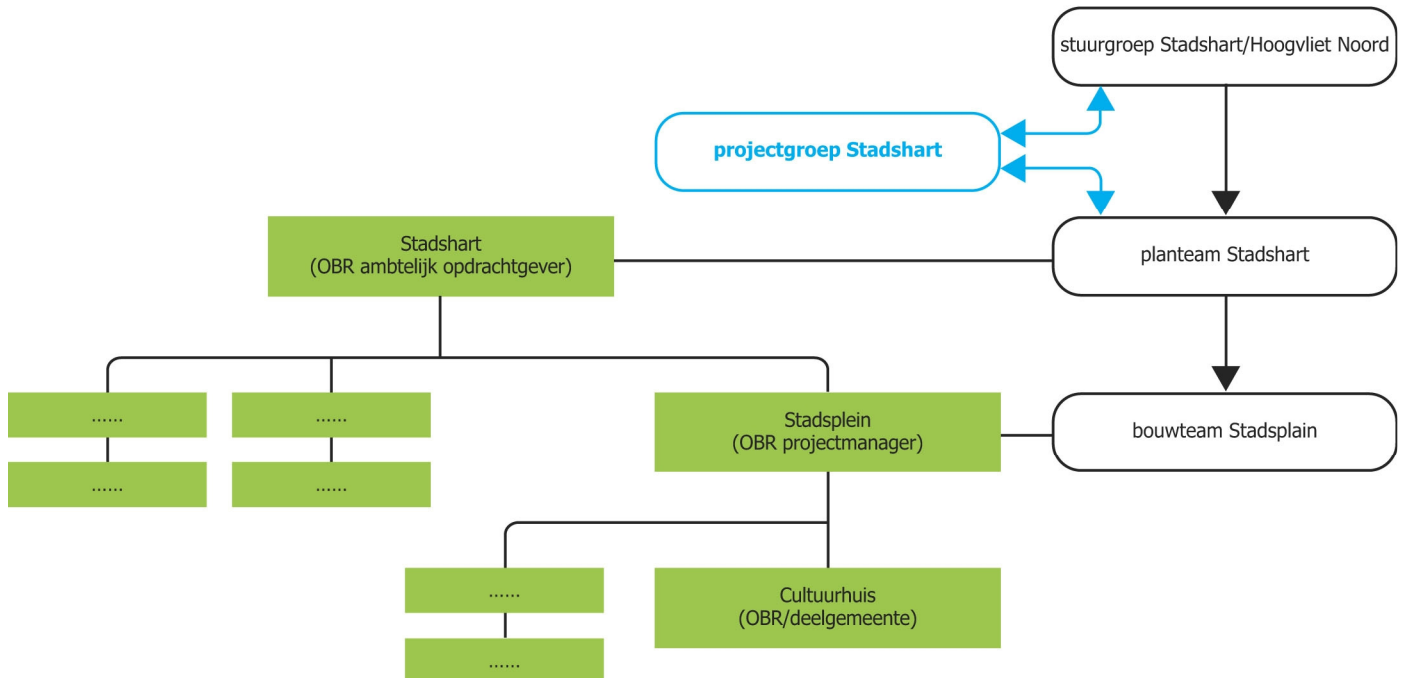 stuurgroep Stadshart/Hoogvliet Noord
projectgroep Stadshart
Stadshart
(OBR ambtelijk opdrachtgever)
planteam Stadshart
......
......
Stadsplein
(OBR projectmanager)
bouwteam Stadsplain
......
......
......
Cultuurhuis
(OBR/deelgemeente)
......